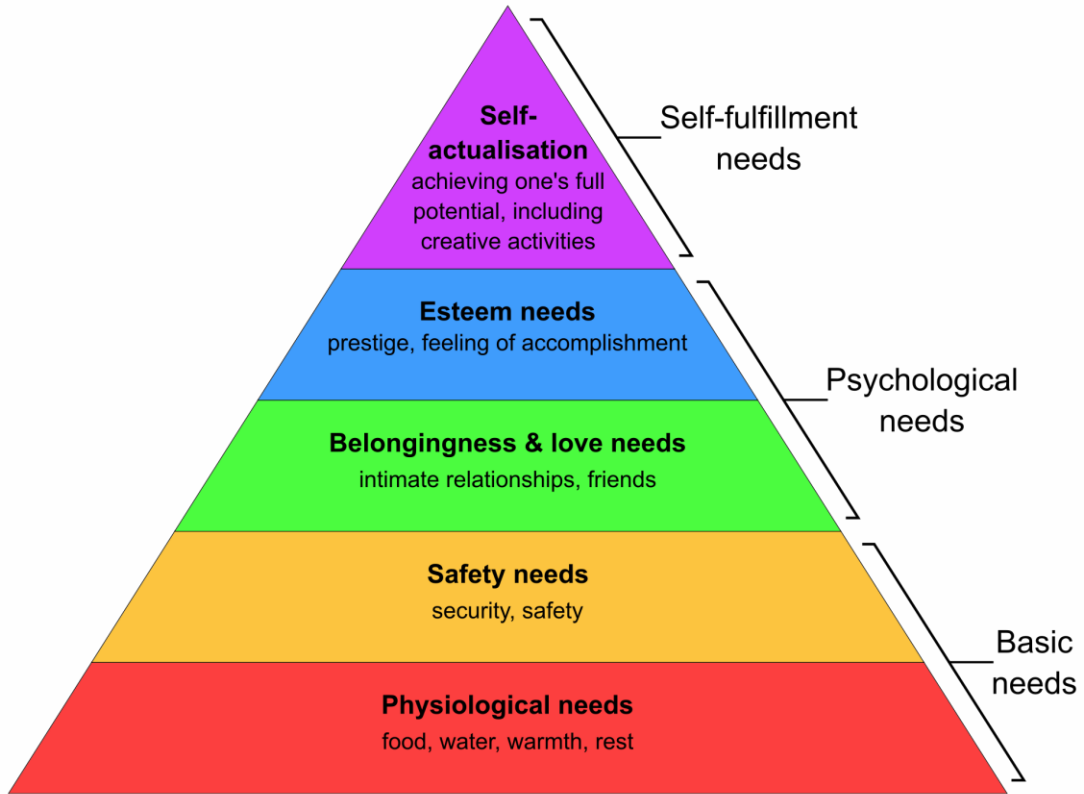 Self-
actualisation
achieving one's full
potential, including
creative activities
Self-fulfillment
needs
Esteem needs
prestige, feeling of accomplishment
Psychological
needs
Belongingness & love needs
intimate relationships, friends
Safety needs
security, safety
Basic
needs
Physiological needs
food, water, warmth, rest